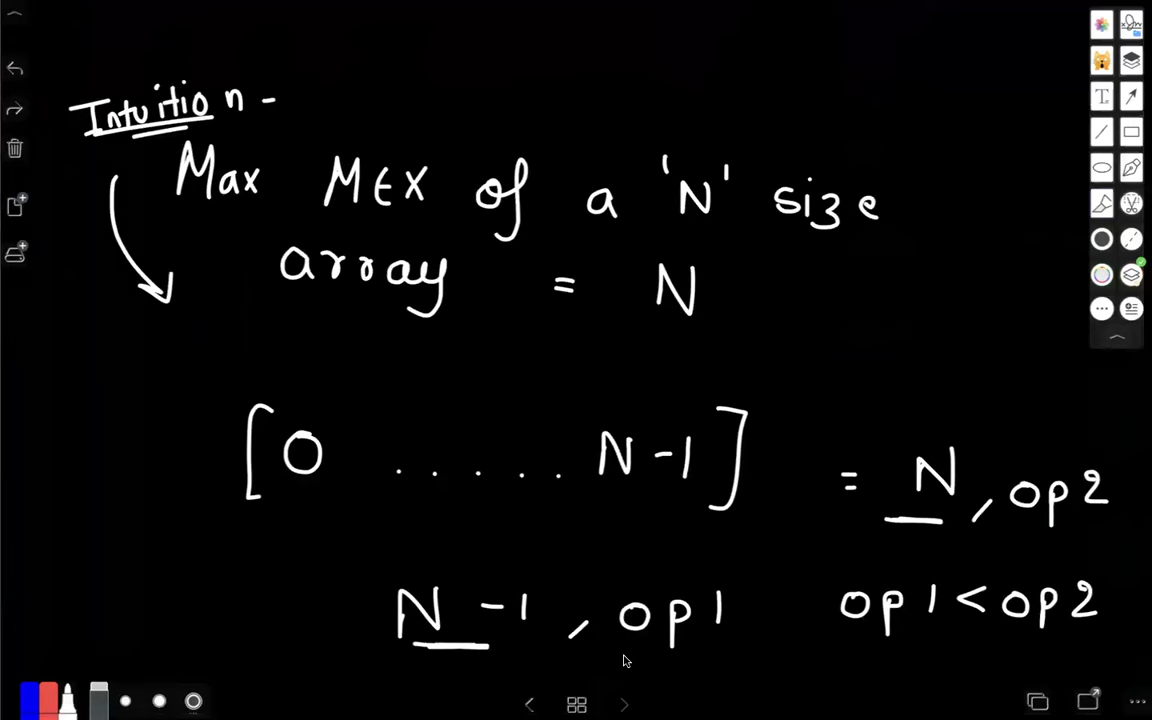 Intuition -
Max MEX of a 'N' size
array = N
[0 ..... N-1] = N, op2
N-1, op1 op1 < op2